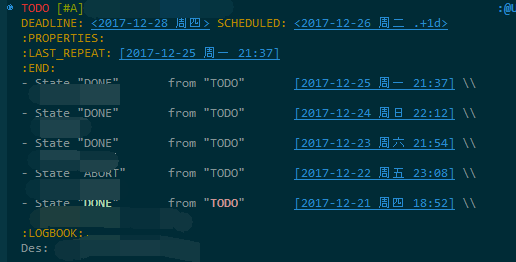 TODO [#A] :@L
DEADLINE: <2017-12-28 周四> SCHEDULED: <2017-12-26 周二 .+1d>
:PROPERTIES:
:LAST_REPEAT: [2017-12-25 周一 21:37]
:END:
- State "DONE" from "TODO" [2017-12-25 周一 21:37] \\
- State "DONE" from "TODO" [2017-12-24 周日 22:12] \\
- State "DONE" from "TODO" [2017-12-23 周六 21:54] \\
- State "ABORT" from "TODO" [2017-12-22 周五 23:08] \\
- State "DONE" from "TODO" [2017-12-21 周四 18:52] \\
:LOGBOOK:
Des: